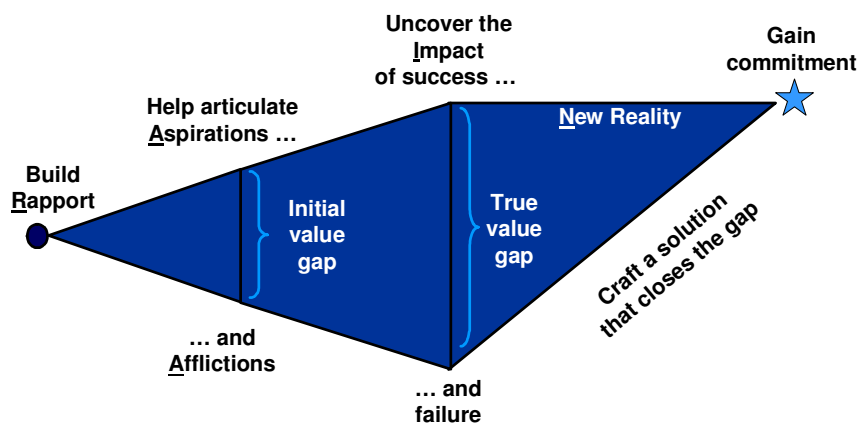 Uncover the
Impact
of success …
Gain
commitment
Help articulate
Aspirations …
New Reality
Build
Rapport
Initial
value
gap
True
value
gap
Craft a solution
that closes the gap
… and
Afflictions
… and
failure